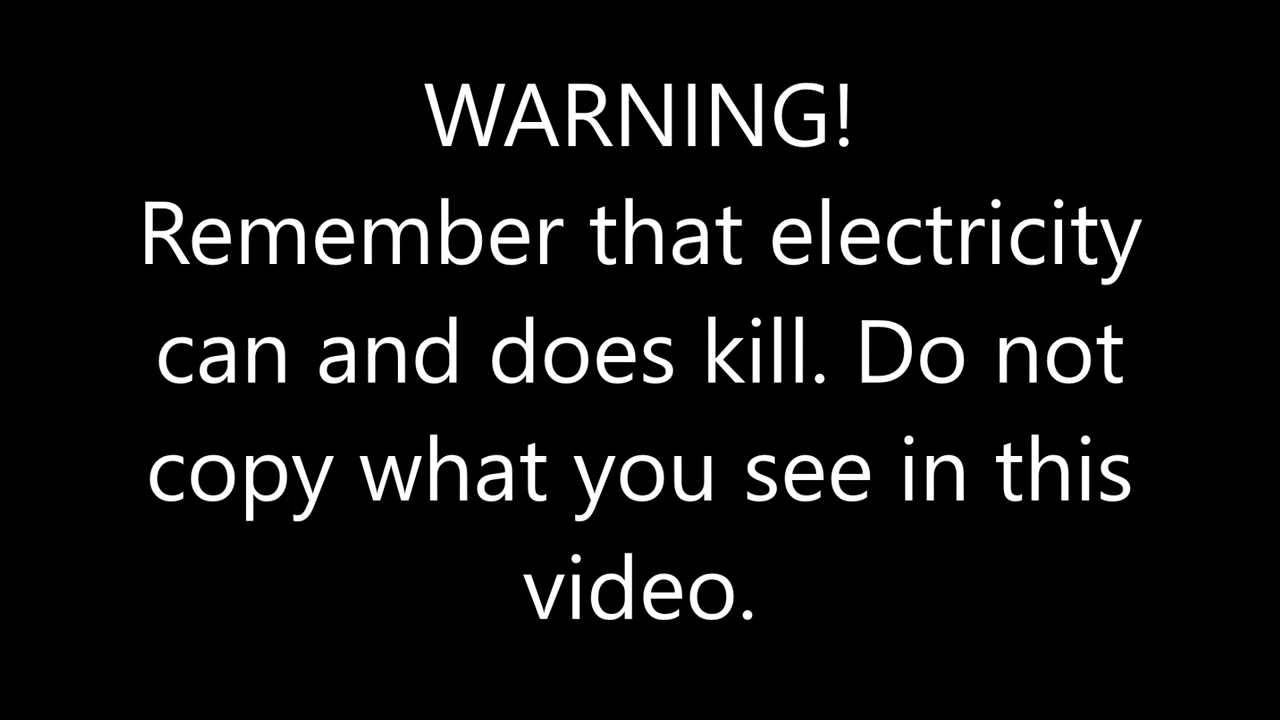 WARNING!
Remember that electricity
can and does kill. Do not
copy what you see in this
video.